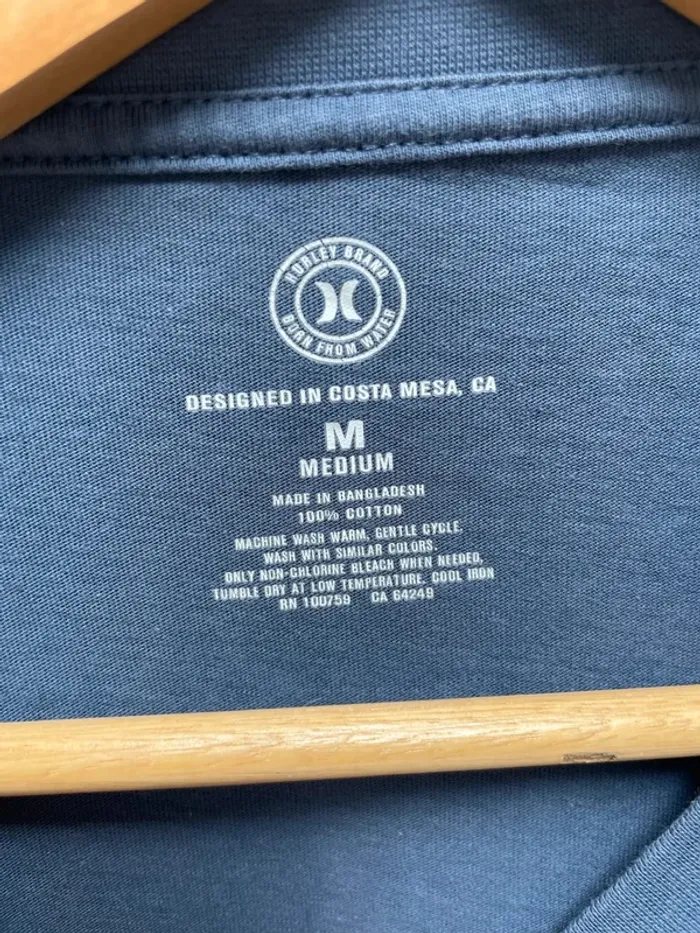 HURLEY BRAND
BORN FROM WATER
DESIGNED IN COSTA MESA, CA
M
MEDIUM
MADE IN BANGLADESH
100% COTTON
MACHINE WASH WARM, GENTLE CYCLE.
WASH WITH SIMILAR COLORS.
ONLY NON-CHLORINE BLEACH WHEN NEEDED,
TUMBLE DRY AT LOW TEMPERATURE. COOL IRON
RN 100759 CA 64249